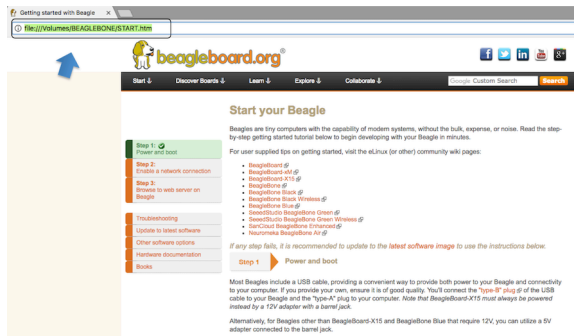 Getting started with Beagle
file:///Volumes/BEAGLEBONE/START.htm
beagleboard.org®
Start
Discover Boards
Learn
Explore
Collaborate
Google Custom Search
Search
Start your Beagle
Beagles are tiny computers with the capability of modern systems, without the bulk, expense, or noise. Read the step-
by-step getting started tutorial below to begin developing with your Beagle in minutes.
Step 1:
Power and boot
Step 2:
Enable a network connection
Step 3:
Browse to web server on
Beagle
Troubleshooting
Update to latest software
Other software options
Hardware documentation
Books
For user supplied tips on getting started, visit the eLinux (or other) community wiki pages:
BeagleBoard
BeagleBoard-xM
BeagleBoard-X15
BeagleBone
BeagleBone Black
BeagleBone Black Wireless
BeagleBone Blue
SeeedStudio BeagleBone Green
SeeedStudio BeagleBone Green Wireless
SanCloud BeagleBone Enhanced
Neuromeka BeagleBone Air
If any step fails, it is recommended to update to the latest software image to use the instructions below.
Step 1
Power and boot
Most Beagles include a USB cable, providing a convenient way to provide both power to your Beagle and connectivity
to your computer. If you provide your own, ensure it is of good quality. You'll connect the "type-B" plug of the USB
cable to your Beagle and the "type-A" plug to your computer. Note that BeagleBoard-X15 must always be powered
instead by a 12V adapter with a barrel jack.
Alternatively, for Beagles other than BeagleBoard-X15 and BeagleBone Blue that require 12V, you can utilize a 5V
adapter connected to the barrel jack.